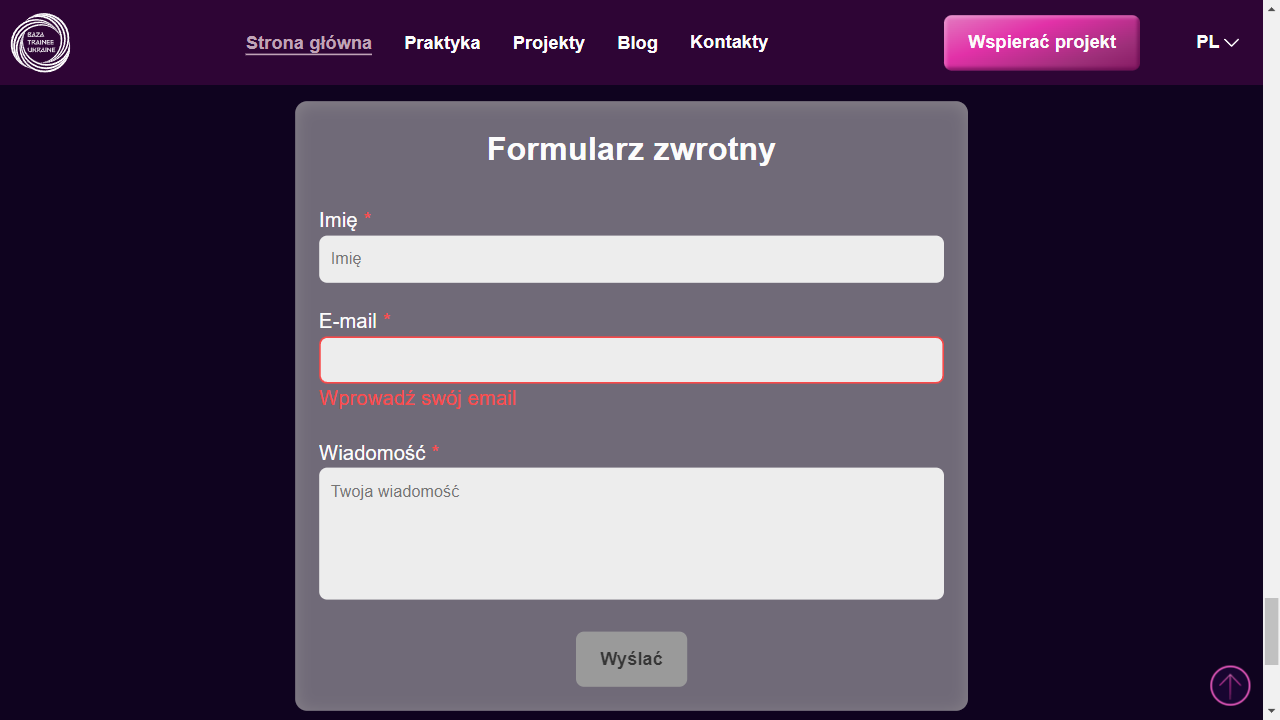 BAZA
TRAINEE
UKRAINE
Strona główna
Praktyka
Projekty
Blog
Kontakty
Wspierać projekt
PL
Formularz zwrotny
Imię *
Imię
E-mail *
Wprowadź swój email
Wiadomość *
Twoja wiadomość
Wyślać